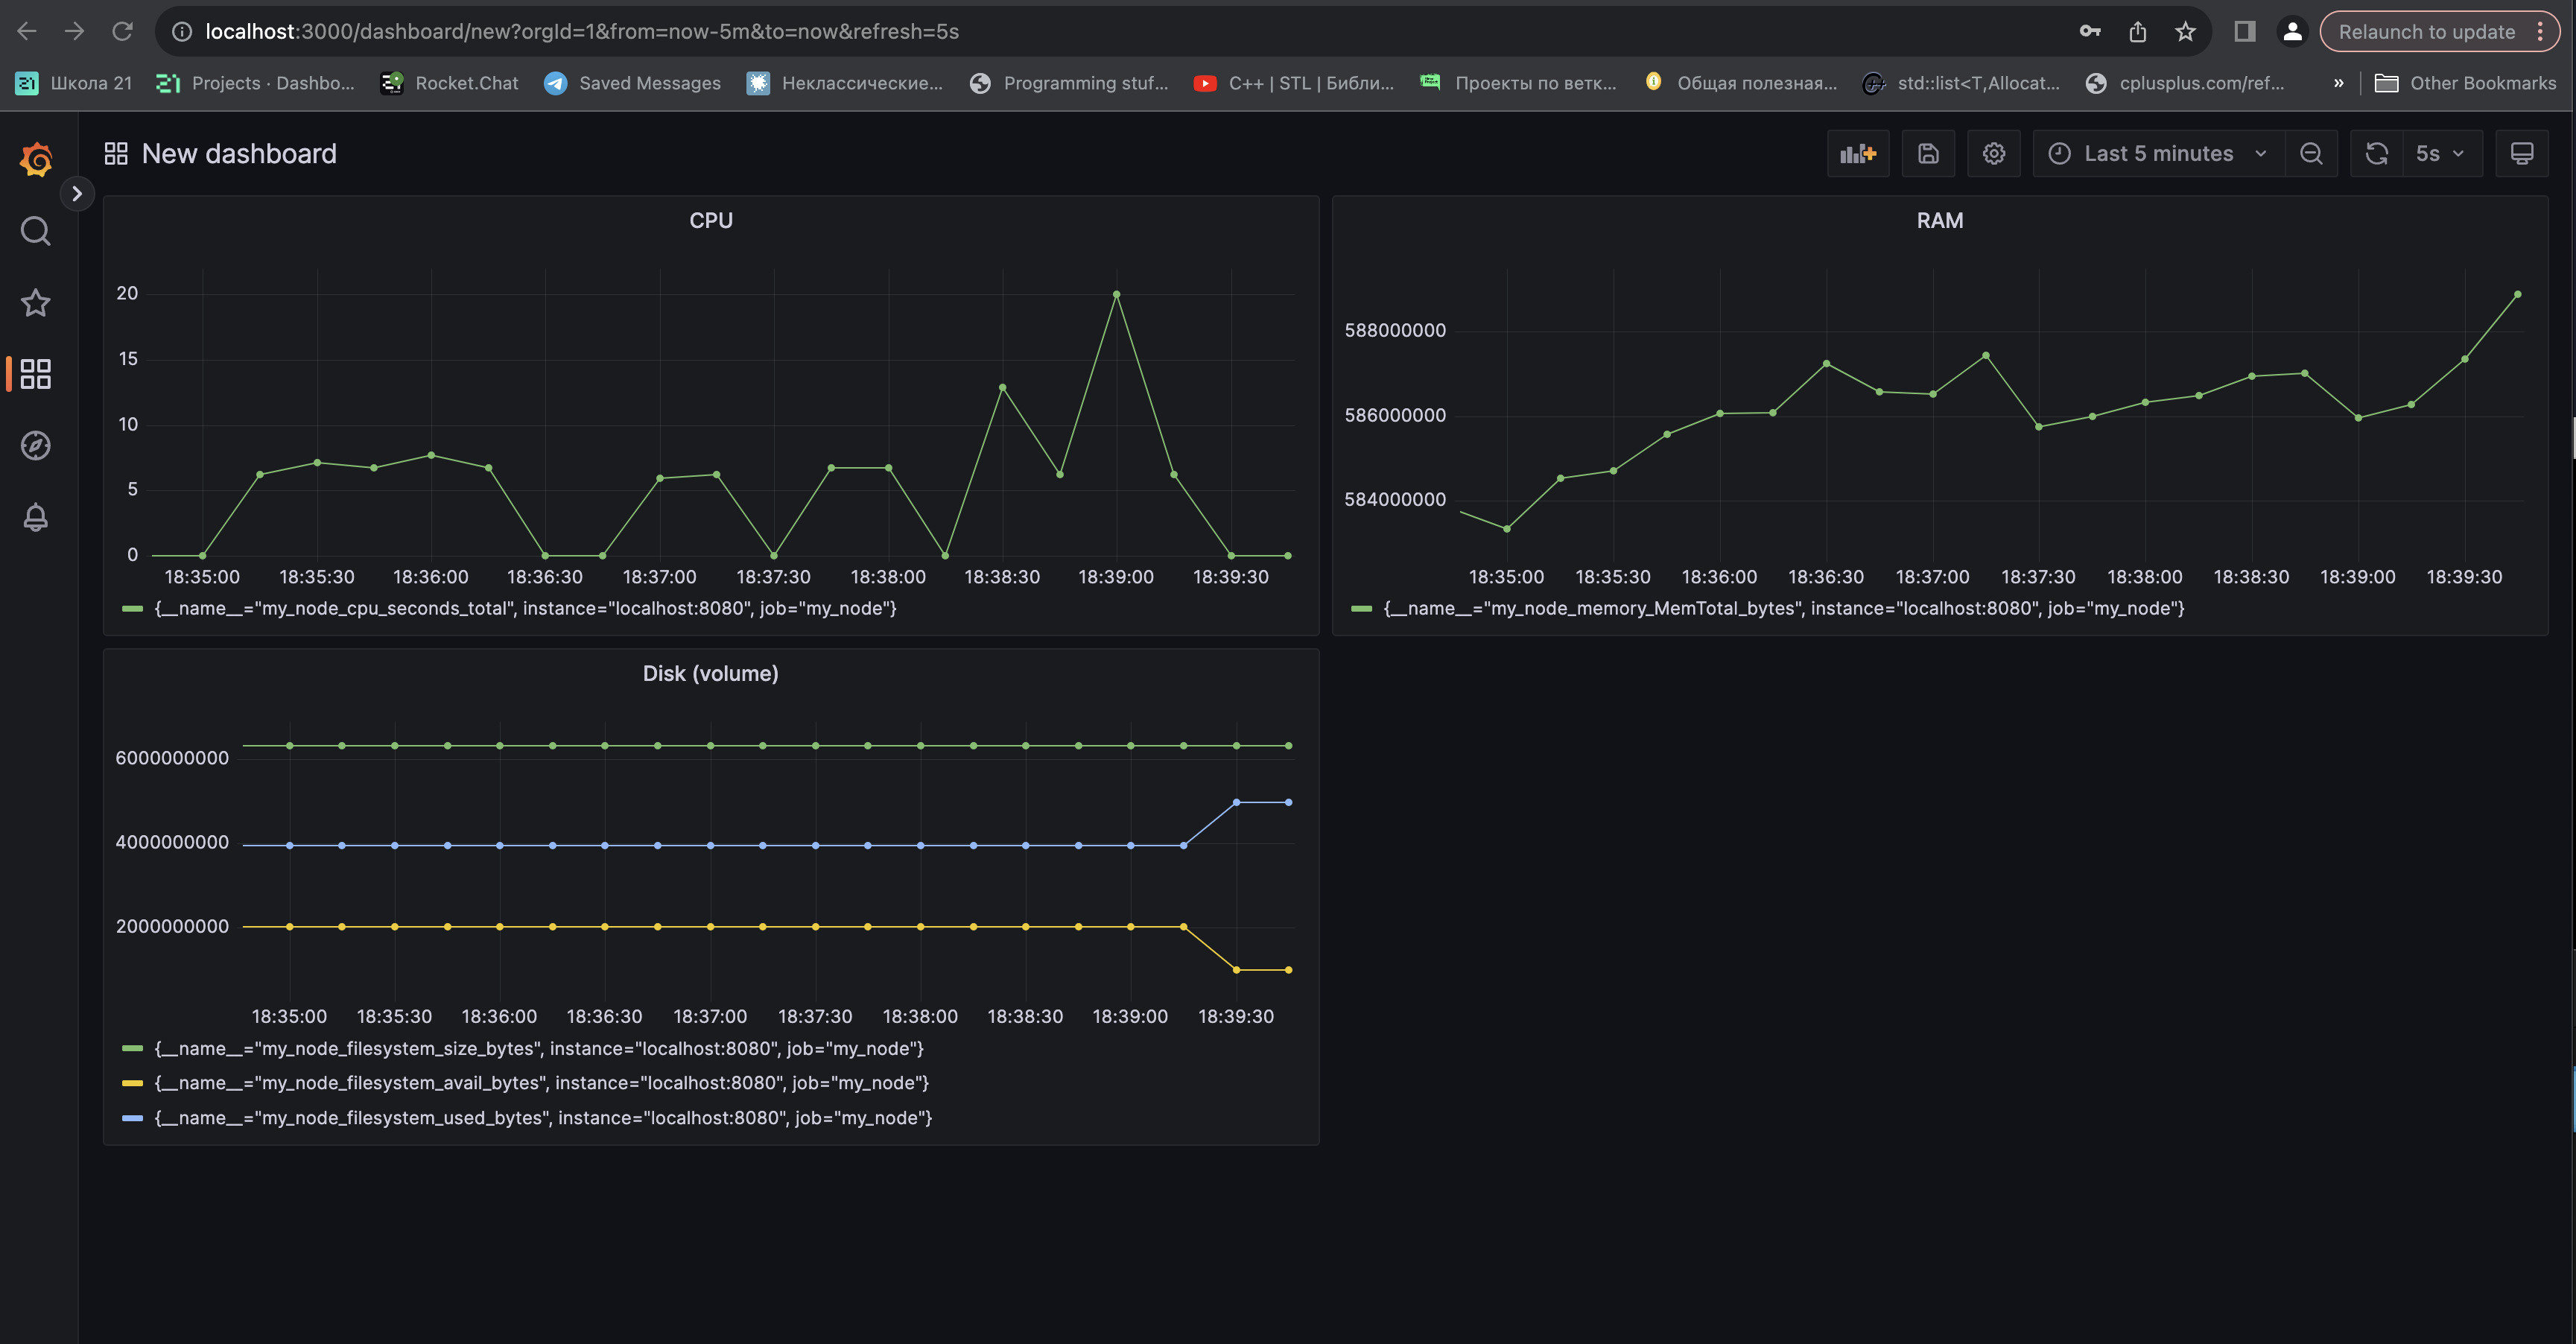 localhost:3000/dashboard/new?orgId=1&from=now-5m&to=now&refresh=5s
Relaunch to update
Школа 21
Projects · Dashbo...
Rocket.Chat
Saved Messages
Неклассические...
Programming stuf...
C++ | STL | Библи...
Проекты по ветк...
Общая полезная...
std::list<T,Allocat...
cplusplus.com/ref...
»
Other Bookmarks
New dashboard
Last 5 minutes
5s
CPU
20
15
10
5
0
18:35:00 18:35:30 18:36:00 18:36:30 18:37:00 18:37:30 18:38:00 18:38:30 18:39:00 18:39:30
{__name__="my_node_cpu_seconds_total", instance="localhost:8080", job="my_node"}
RAM
588000000
586000000
584000000
18:35:00 18:35:30 18:36:00 18:36:30 18:37:00 18:37:30 18:38:00 18:38:30 18:39:00 18:39:30
{__name__="my_node_memory_MemTotal_bytes", instance="localhost:8080", job="my_node"}
Disk (volume)
6000000000
4000000000
2000000000
18:35:00 18:35:30 18:36:00 18:36:30 18:37:00 18:37:30 18:38:00 18:38:30 18:39:00 18:39:30
{__name__="my_node_filesystem_size_bytes", instance="localhost:8080", job="my_node"}
{__name__="my_node_filesystem_avail_bytes", instance="localhost:8080", job="my_node"}
{__name__="my_node_filesystem_used_bytes", instance="localhost:8080", job="my_node"}